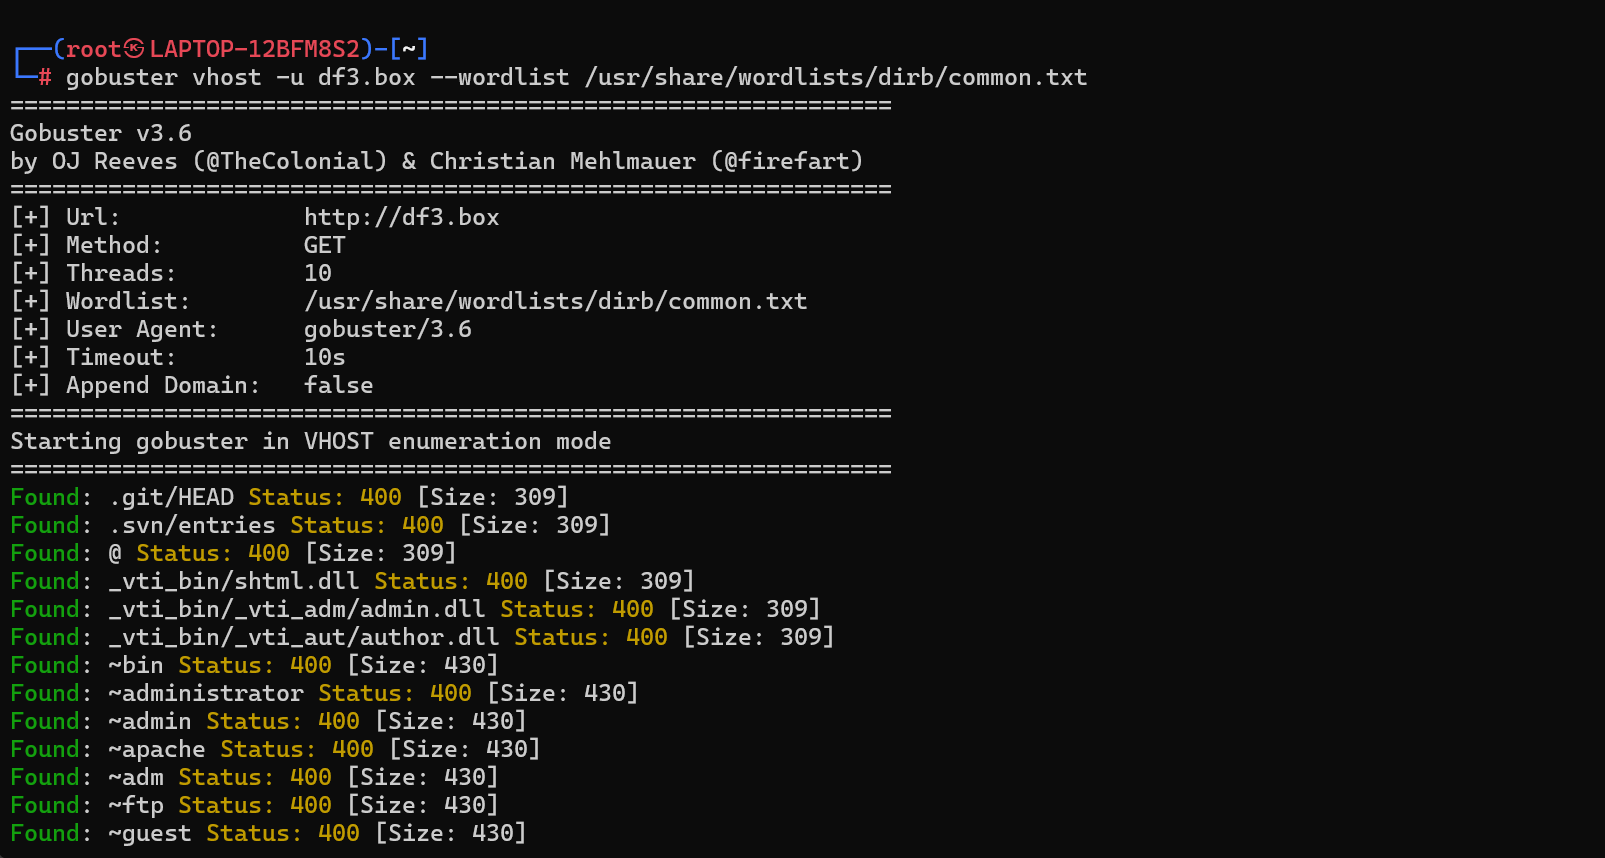 ┌──(root㉿LAPTOP-12BFM8S2)-[~]
└─# gobuster vhost -u df3.box --wordlist /usr/share/wordlists/dirb/common.txt
===============================================================
Gobuster v3.6
by OJ Reeves (@TheColonial) & Christian Mehlmauer (@firefart)
===============================================================
[+] Url:             http://df3.box
[+] Method:          GET
[+] Threads:         10
[+] Wordlist:        /usr/share/wordlists/dirb/common.txt
[+] User Agent:      gobuster/3.6
[+] Timeout:         10s
[+] Append Domain:   false
===============================================================
Starting gobuster in VHOST enumeration mode
===============================================================
Found: .git/HEAD Status: 400 [Size: 309]
Found: .svn/entries Status: 400 [Size: 309]
Found: @ Status: 400 [Size: 309]
Found: _vti_bin/shtml.dll Status: 400 [Size: 309]
Found: _vti_bin/_vti_adm/admin.dll Status: 400 [Size: 309]
Found: _vti_bin/_vti_aut/author.dll Status: 400 [Size: 309]
Found: ~bin Status: 400 [Size: 430]
Found: ~administrator Status: 400 [Size: 430]
Found: ~admin Status: 400 [Size: 430]
Found: ~apache Status: 400 [Size: 430]
Found: ~adm Status: 400 [Size: 430]
Found: ~ftp Status: 400 [Size: 430]
Found: ~guest Status: 400 [Size: 430]